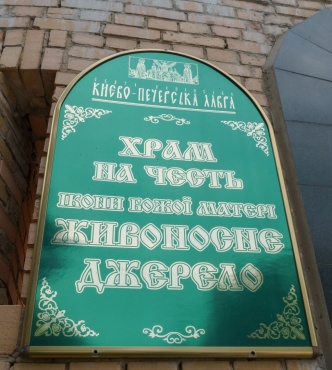 КИЄВО-ПЕЧЕРСЬКА ЛАВРА
ХРАМ
НА ЧЕСТЬ
ІКОНИ БОЖОЇ МАТЕРІ
ЖИВОНОСНЕ
ДЖЕРЕЛО